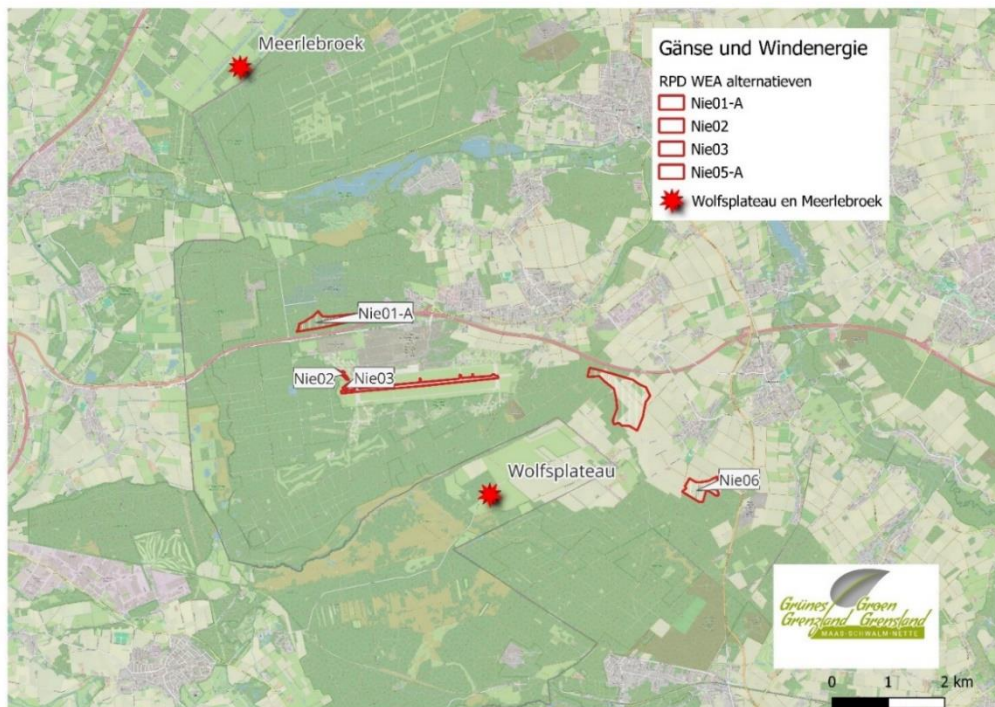 Meerlebroek
Gänse und Windenergie
RPD WEA alternatieven
Nie01-A
Nie02
Nie03
Nie05-A
Wolfsplateau en Meerlebroek
Nie01-A
Nie02
Nie03
Wolfsplateau
Nie06
Grünes Groen
Grenzland Grensland
MAAS-SCHWALM-NETTE
0 1 2 km